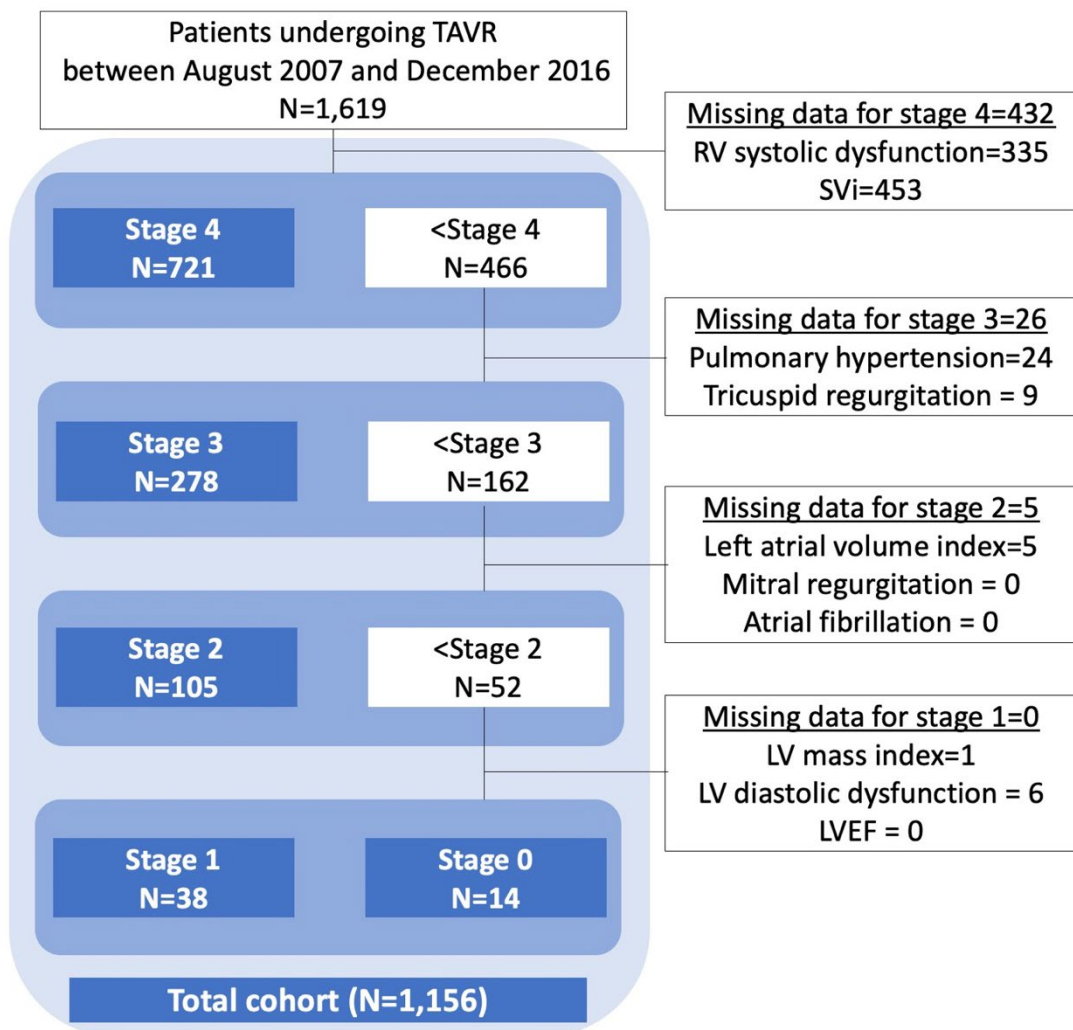 Patients undergoing TAVR
between August 2007 and December 2016
N=1,619
Missing data for stage 4=432
RV systolic dysfunction=335
SVi=453
Stage 4
N=721
<Stage 4
N=466
Missing data for stage 3=26
Pulmonary hypertension=24
Tricuspid regurgitation = 9
Stage 3
N=278
<Stage 3
N=162
Missing data for stage 2=5
Left atrial volume index=5
Mitral regurgitation = 0
Atrial fibrillation = 0
Stage 2
N=105
<Stage 2
N=52
Missing data for stage 1=0
LV mass index=1
LV diastolic dysfunction = 6
LVEF = 0
Stage 1
N=38
Stage 0
N=14
Total cohort (N=1,156)